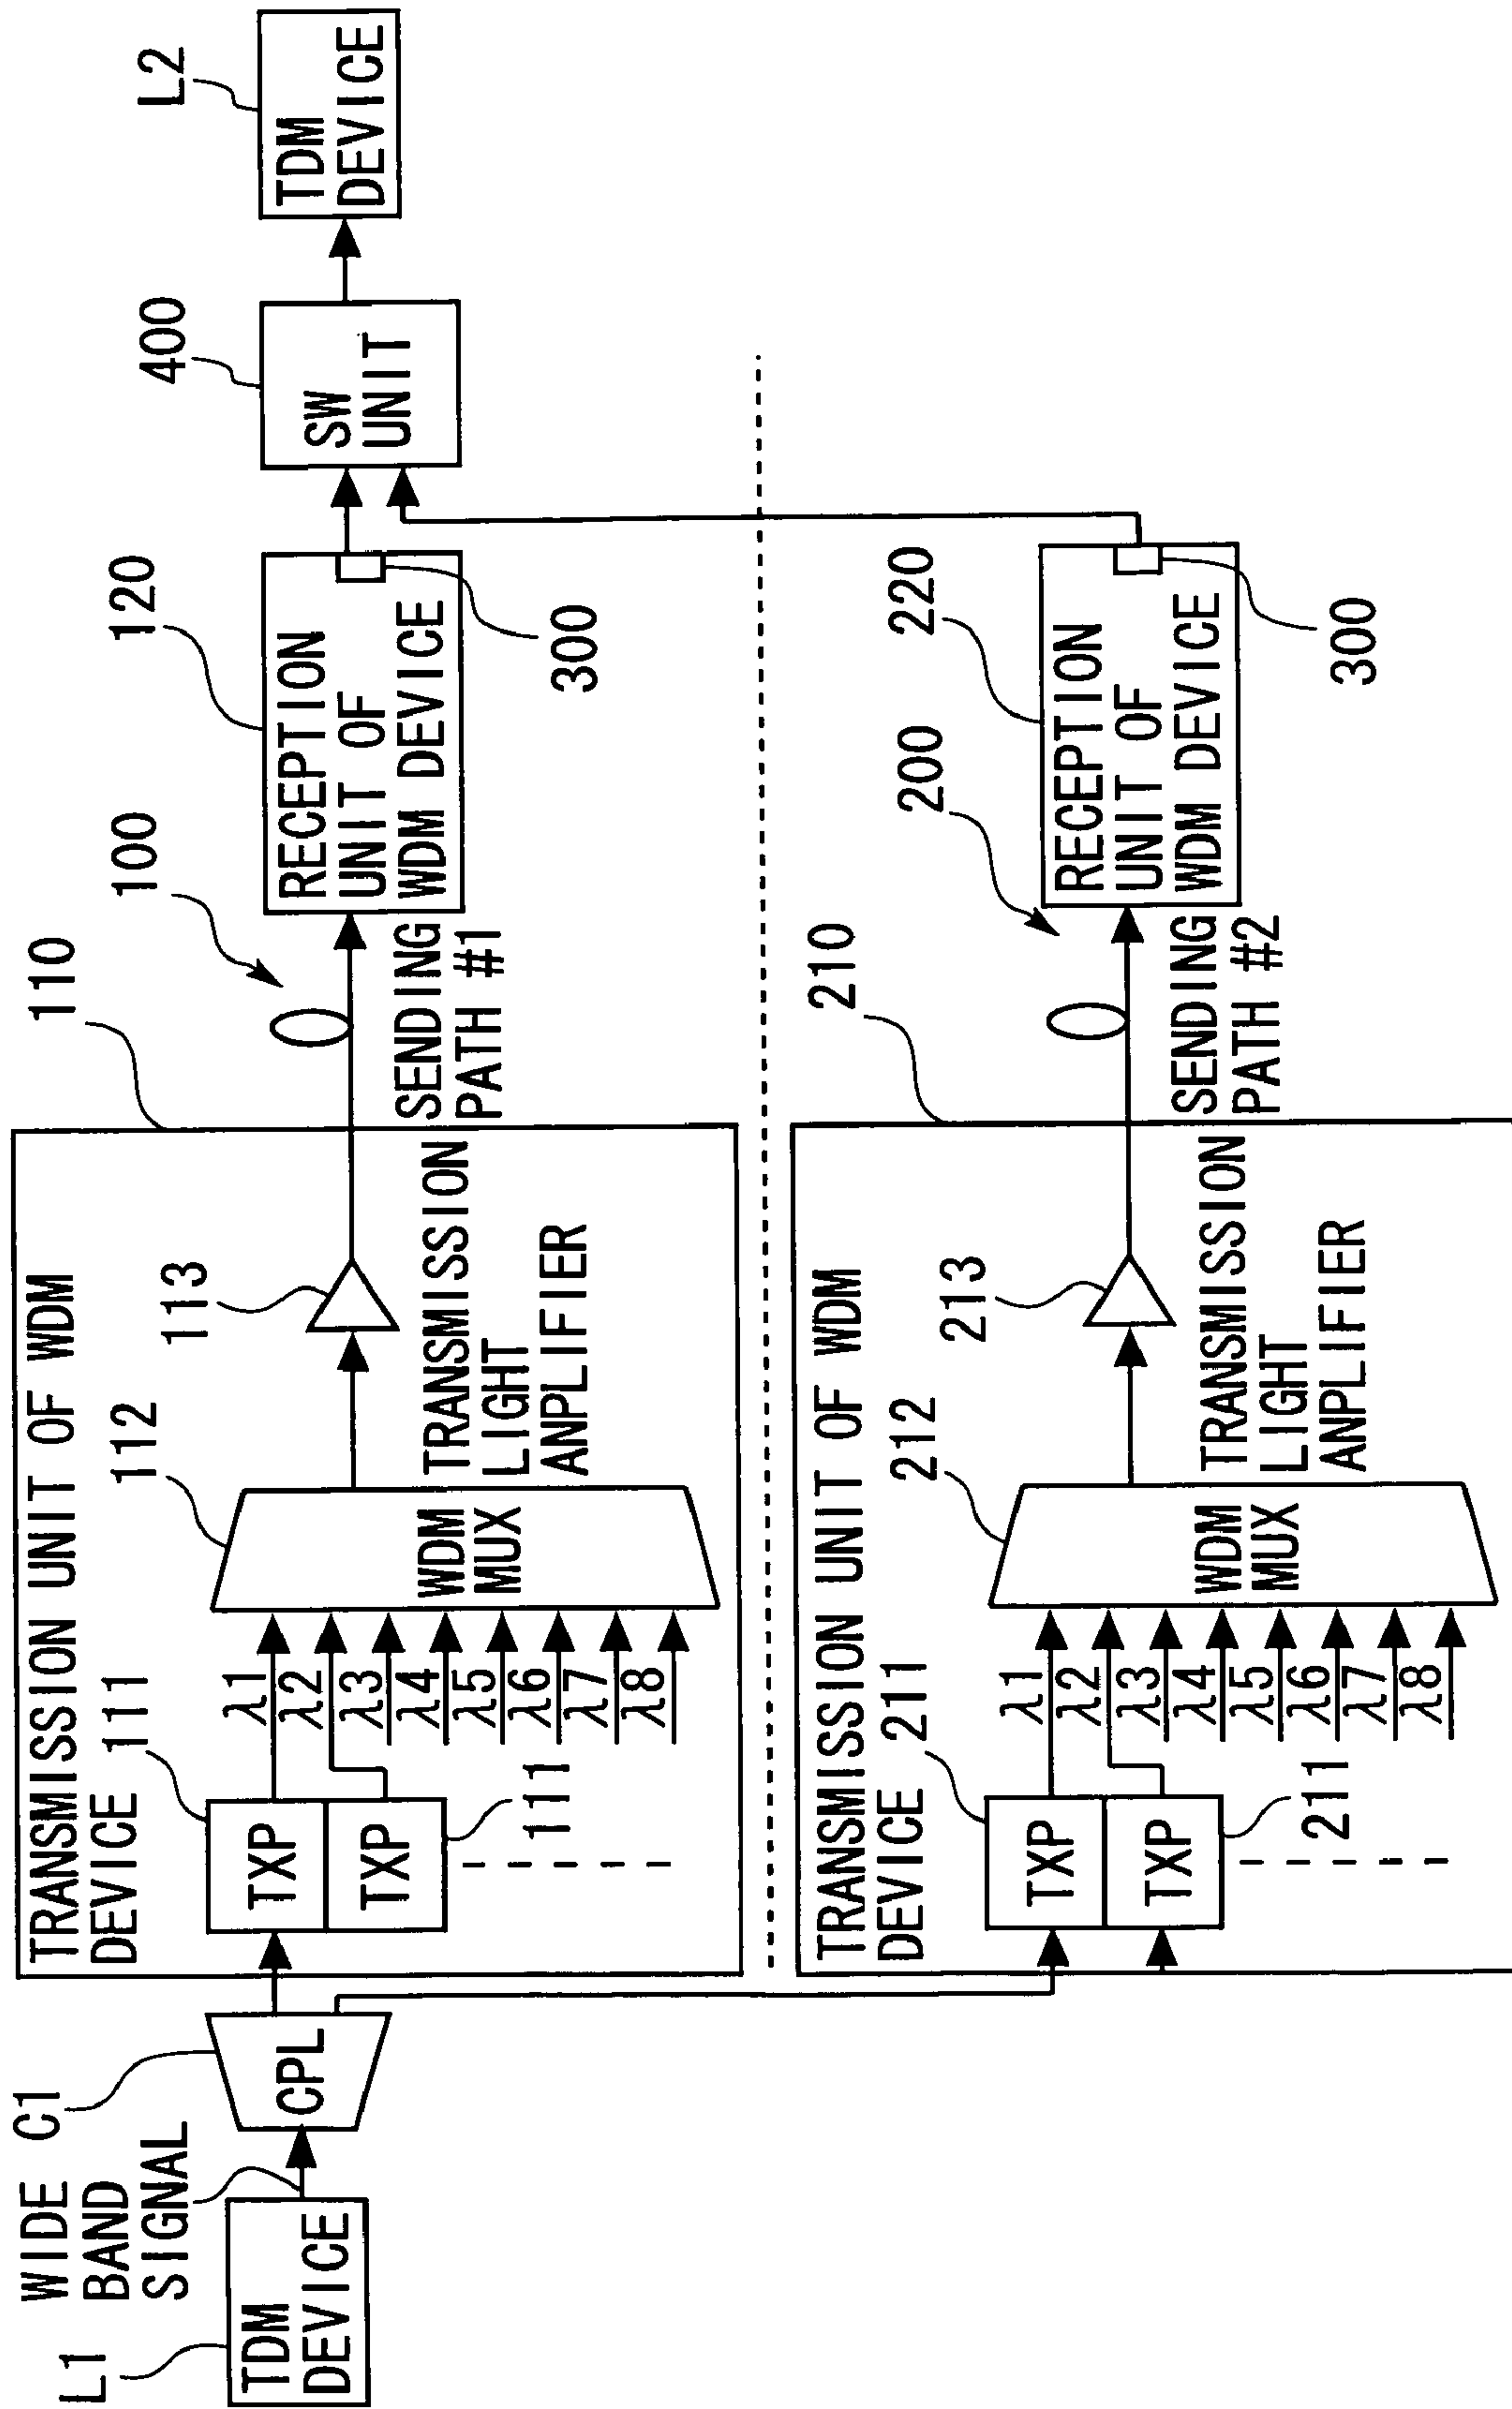 L1
TDM
DEVICE
WIDE
BAND
SIGNAL
C1
CPL
TRANSMISSION UNIT OF WDM
DEVICE
111
TXP
TXP
111
λ1
λ2
λ3
λ4
λ5
λ6
λ7
λ8
112
WDM
MUX
113
TRANSMISSION
LIGHT
ANPLIFIER
110
SENDING
PATH #1
100
120
RECEPTION
UNIT OF
WDM DEVICE
300
400
SW
UNIT
L2
TDM
DEVICE
TRANSMISSION UNIT OF WDM
DEVICE
211
TXP
TXP
211
λ1
λ2
λ3
λ4
λ5
λ6
λ7
λ8
212
WDM
MUX
213
TRANSMISSION
LIGHT
ANPLIFIER
210
SENDING
PATH #2
200
220
RECEPTION
UNIT OF
WDM DEVICE
300